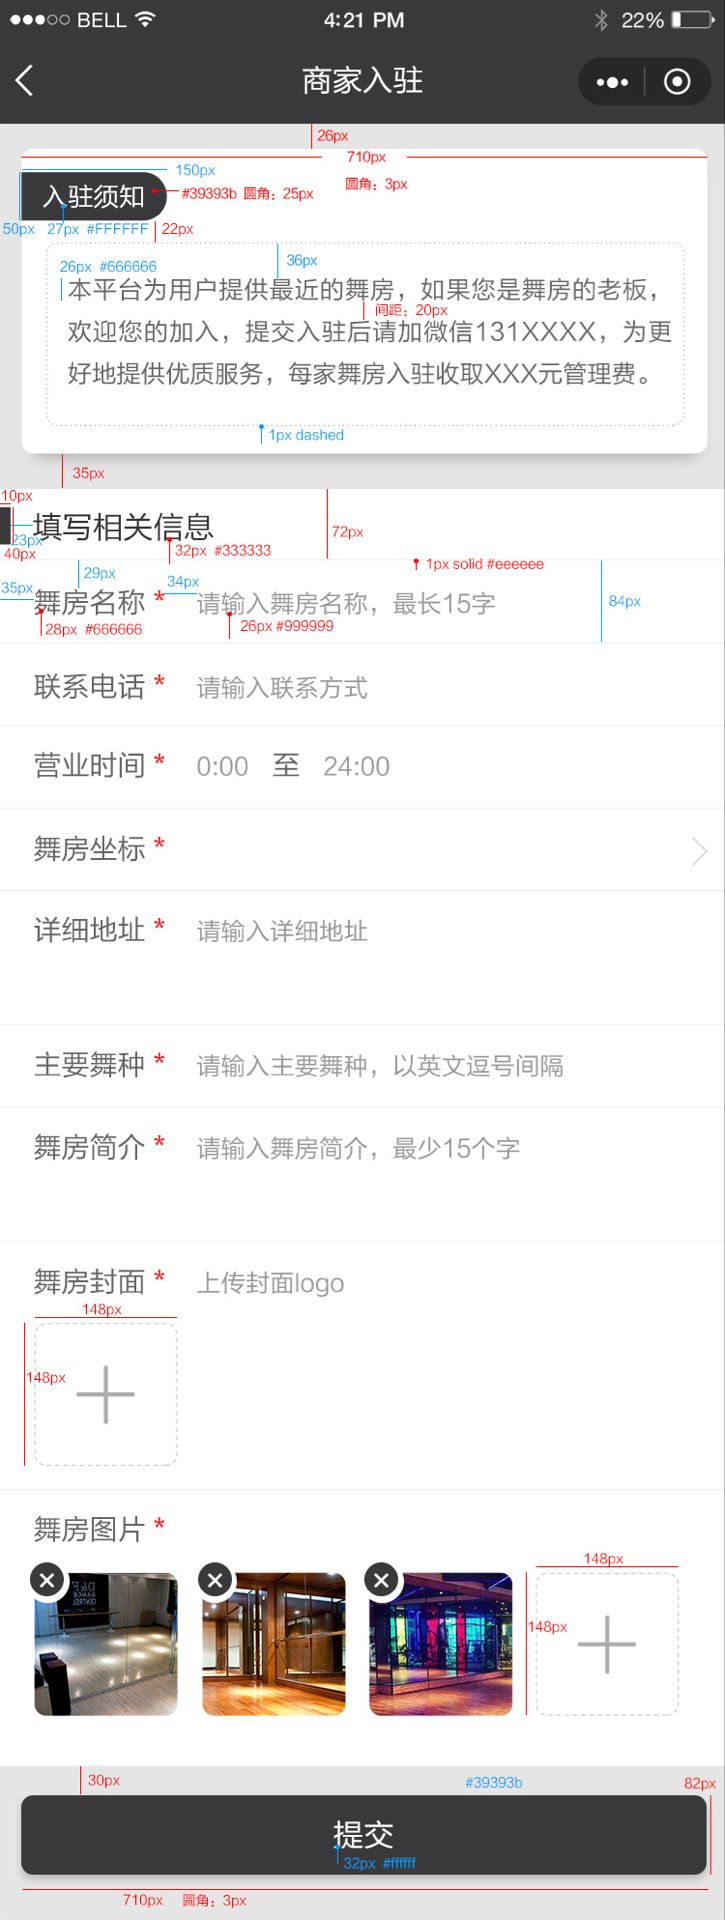 BELL 4:21 PM 22%
商家入驻
26px
710px
150px
圆角：3px
入驻须知
#39393b 圆角：25px
50px 27px #FFFFFF 22px
26px #666666 36px
本平台为用户提供最近的舞房，如果您是舞房的老板，
间距：20px
欢迎您的加入，提交入驻后请加微信131XXXX，为更
好地提供优质服务，每家舞房入驻收取XXX元管理费。
1px dashed
35px
10px
填写相关信息
72px
23px
40px
32px #333333
1px solid #eeeeee
29px
35px
34px
舞房名称 * 请输入舞房名称，最长15字
84px
28px #666666
26px #999999
联系电话 * 请输入联系方式
营业时间 * 0:00 至 24:00
舞房坐标 *
详细地址 * 请输入详细地址
主要舞种 * 请输入主要舞种，以英文逗号间隔
舞房简介 * 请输入舞房简介，最少15个字
舞房封面 * 上传封面logo
148px
148px
舞房图片 *
148px
148px
D&F
DANCE
30px
#39393b
82px
提交
32px #ffffff
710px 圆角：3px